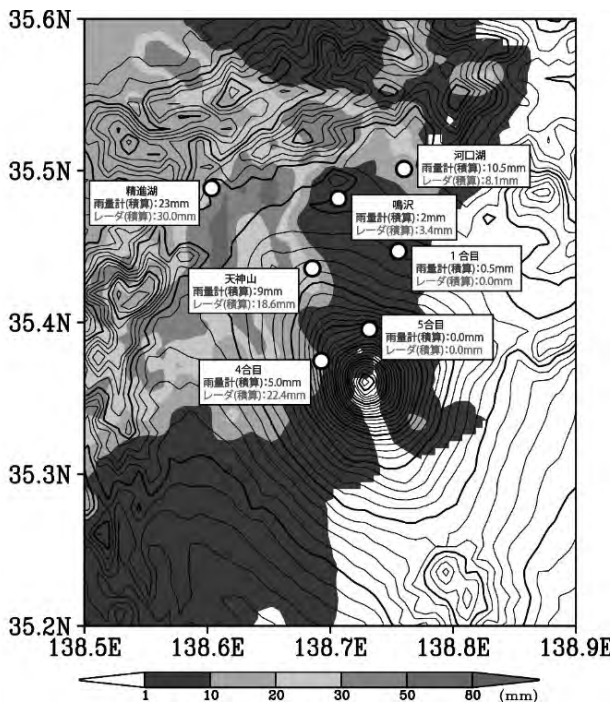 35.6N
35.5N
35.4N
35.3N
35.2N
138.5E
138.6E
138.7E
138.8E
138.9E
河口湖
雨量計(積算):10.5mm
レーダ(積算):8.1mm
精進湖
雨量計(積算):23mm
レーダ(積算):30.0mm
鳴沢
雨量計(積算):2mm
レーダ(積算):3.4mm
1合目
雨量計(積算):0.5mm
レーダ(積算):0.0mm
天神山
雨量計(積算):9mm
レーダ(積算):18.6mm
5合目
雨量計(積算):0.0mm
レーダ(積算):0.0mm
4合目
雨量計(積算):5.0mm
レーダ(積算):22.4mm
1 10 20 30 50 80 (mm)